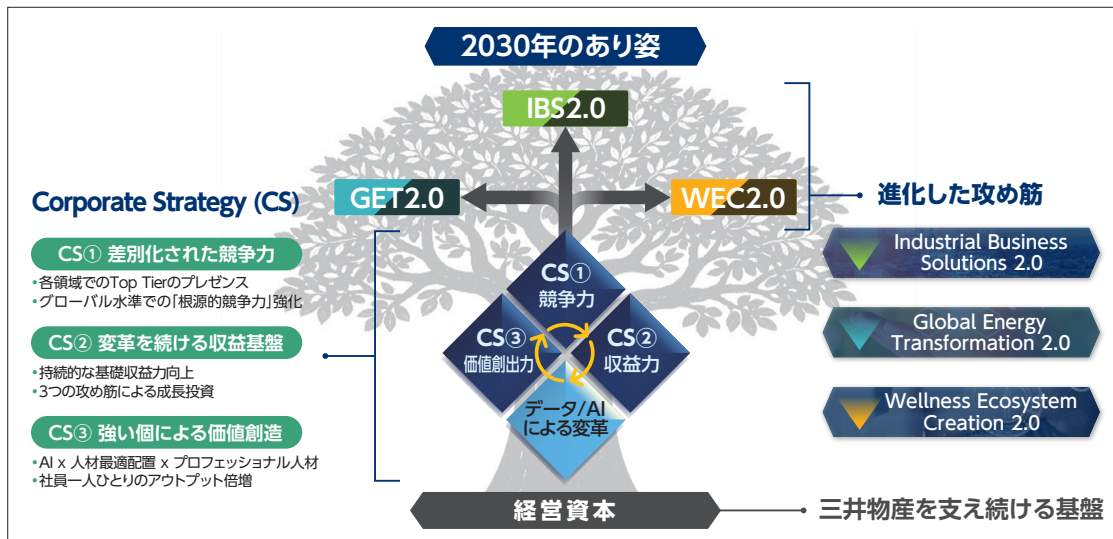 2030年のあり姿
IBS2.0
GET2.0
WEC2.0
Corporate Strategy (CS)
CS① 差別化された競争力
•各領域でのTop Tierのプレゼンス
•グローバル水準での「根源的競争力」強化
CS② 変革を続ける収益基盤
•持続的な基礎収益力向上
•3つの攻め筋による成長投資
CS③ 強い個による価値創造
•AI x 人材最適配置 x プロフェッショナル人材
•社員一人ひとりのアウトプット倍増
CS①
競争力
CS③
価値創出力
CS②
収益力
データ/AI
による変革
進化した攻め筋
Industrial Business
Solutions 2.0
Global Energy
Transformation 2.0
Wellness Ecosystem
Creation 2.0
経営資本
三井物産を支え続ける基盤